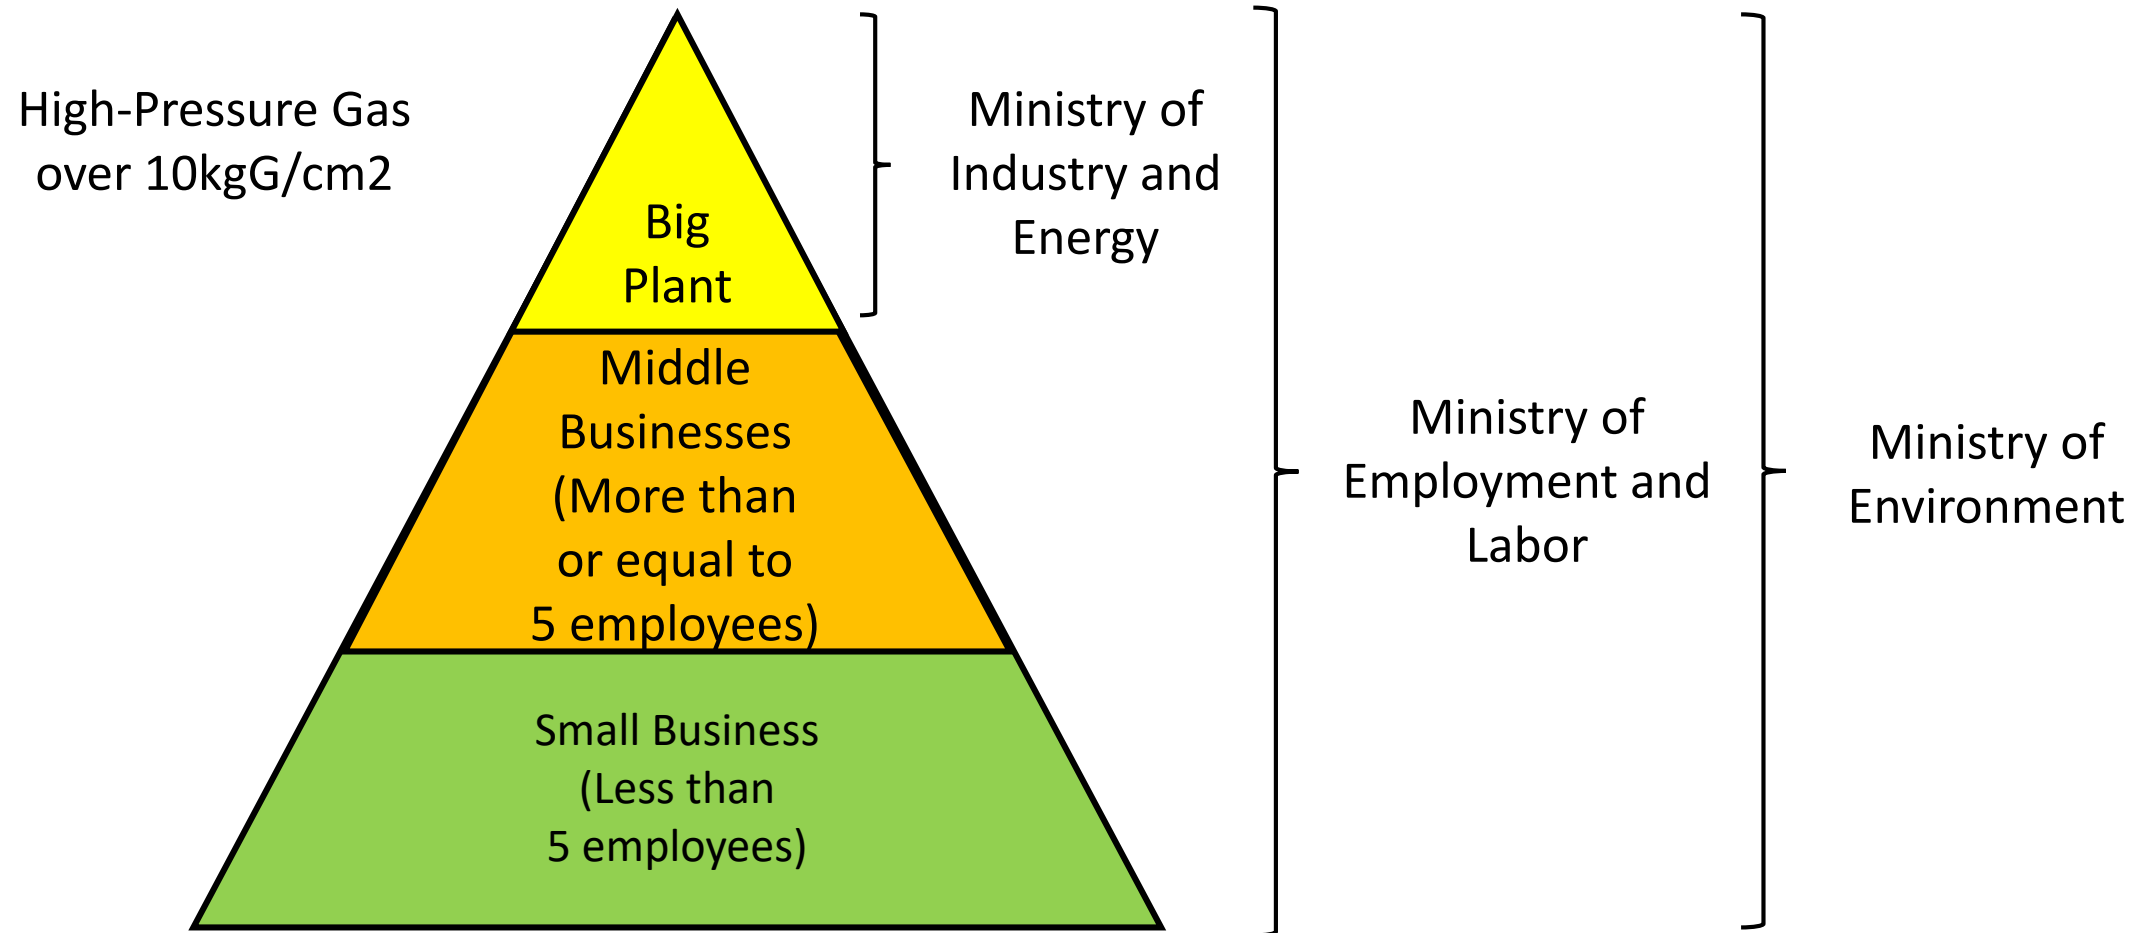 High-Pressure Gas
over 10kgG/cm2
Big
Plant
Middle
Businesses
(More than
or equal to
5 employees)
Small Business
(Less than
5 employees)
Ministry of
Industry and
Energy
Ministry of
Employment and
Labor
Ministry of
Environment